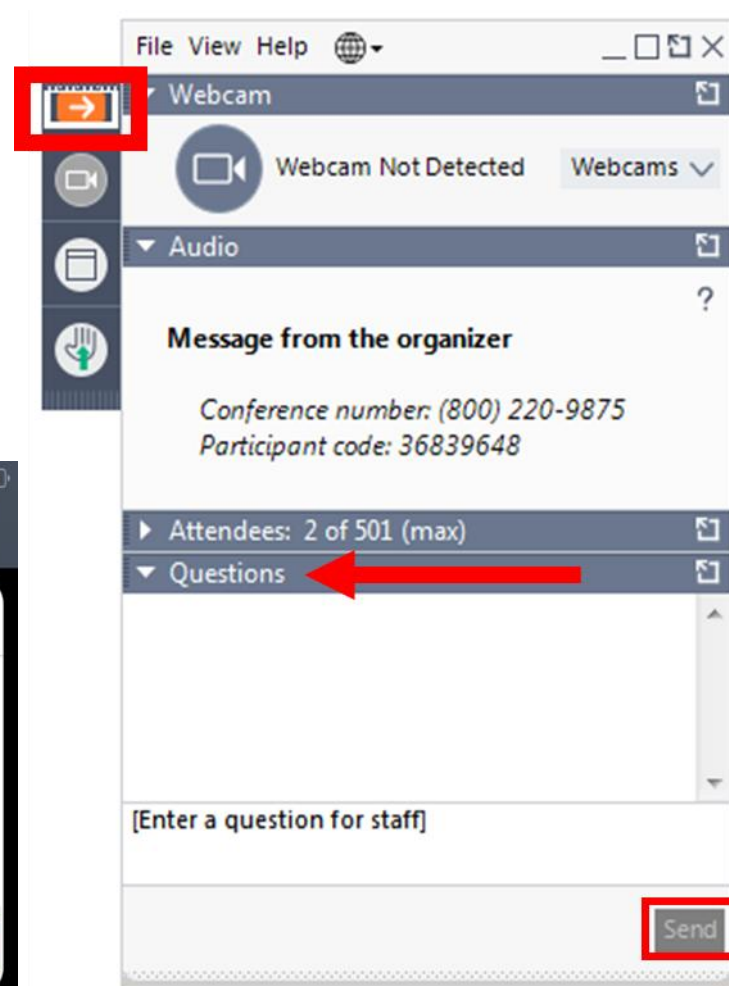 File View Help
Webcam
Webcam Not Detected Webcams
Audio
?
Message from the organizer
Conference number: (800) 220-9875
Participant code: 36839648
Attendees: 2 of 501 (max)
Questions
[Enter a question for staff]
Send